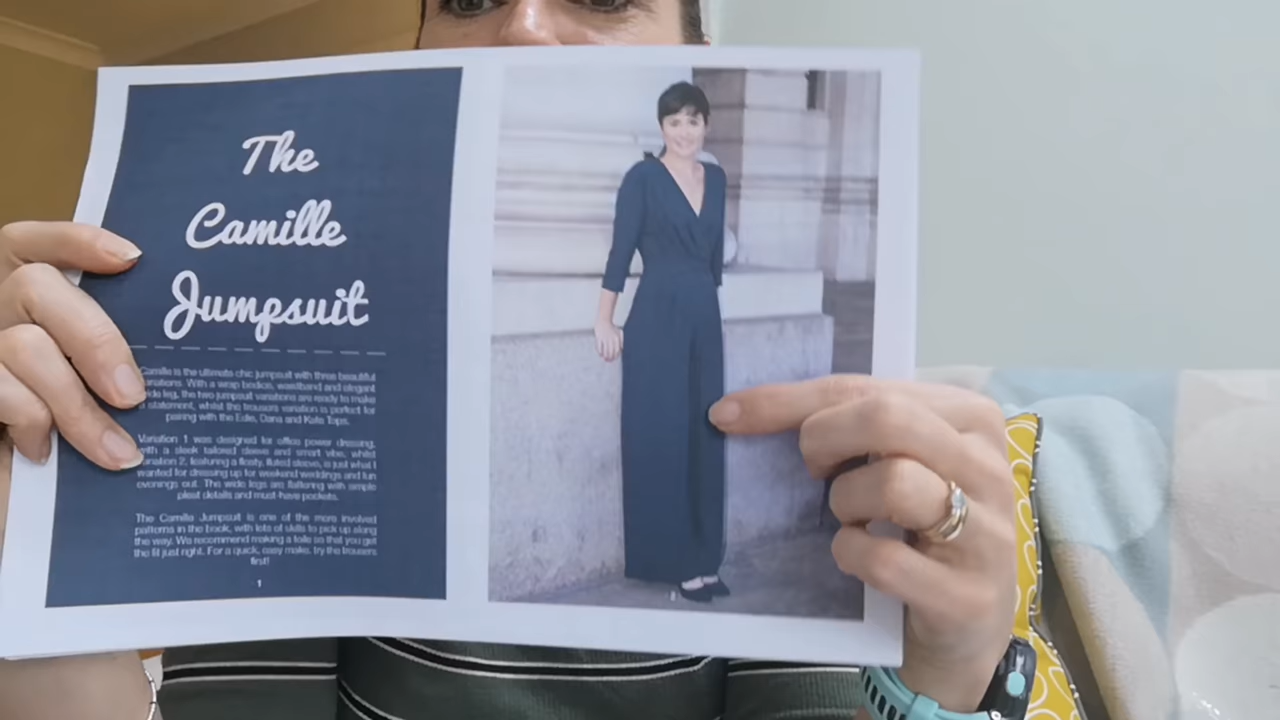 The
Camille
Jumpsuit
Camille is the ultimate chic jumpsuit with three beautiful
variations. With a wrap bodice, waistband and elegant
wide leg, the two jumpsuit variations are ready to make
a statement, whilst the trousers variation is perfect for
pairing with the Edie, Dana and Kate Tops.
Variation 1 was designed for office power dressing,
with a sleek tailored sleeve and smart vibe, whilst
variation 2, featuring a floaty, fluted sleeve, is just what I
wanted for dressing up for weekend weddings and fun
evenings out. The wide legs are flattering with simple
pleat details and must-have pockets.
The Camille Jumpsuit is one of the more involved
patterns in the book, with lots of skills to pick up along
the way. We recommend making a toile so that you get
the fit just right. For a quick, easy make, try the trousers
first!
1